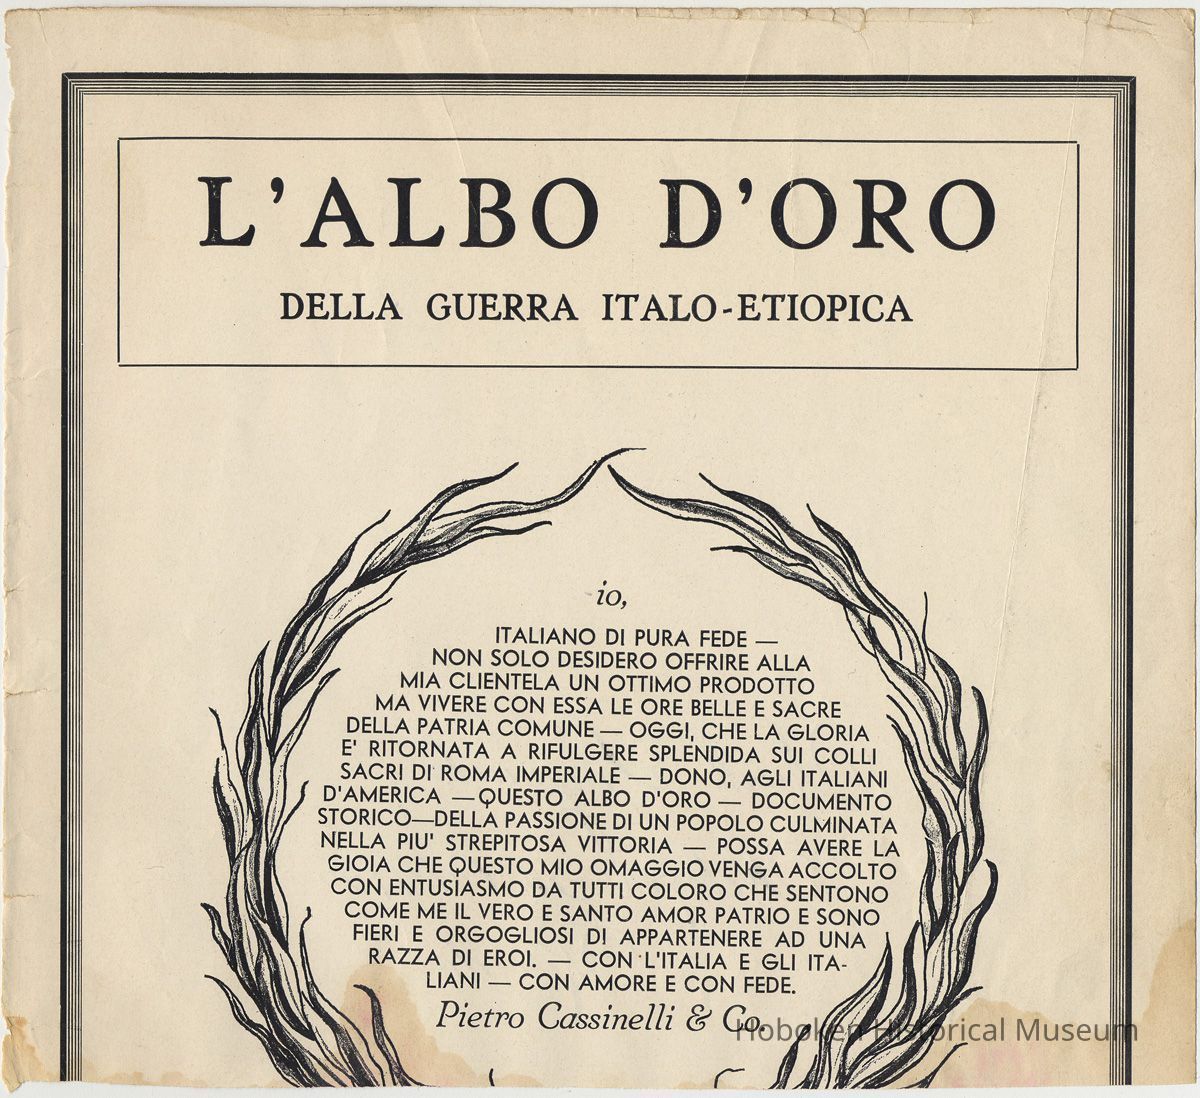 L'ALBO D'ORO
DELLA GUERRA ITALO-ETIOPICA
io,
ITALIANO DI PURA FEDE —
NON SOLO DESIDERO OFFRIRE ALLA
MIA CLIENTELA UN OTTIMO PRODOTTO
MA VIVERE CON ESSA LE ORE BELLE E SACRE
DELLA PATRIA COMUNE — OGGI, CHE LA GLORIA
E' RITORNATA A RIFULGERE SPLENDIDA SUI COLLI
SACRI DI ROMA IMPERIALE — DONO, AGLI ITALIANI
D'AMERICA — QUESTO ALBO D'ORO — DOCUMENTO
STORICO—DELLA PASSIONE DI UN POPOLO CULMINATA
NELLA PIU' STREPITOSA VITTORIA — POSSA AVERE LA
GIOIA CHE QUESTO MIO OMAGGIO VENGA ACCOLTO
CON ENTUSIASMO DA TUTTI COLORO CHE SENTONO
COME ME IL VERO E SANTO AMOR PATRIO E SONO
FIERI E ORGOGLIOSI DI APPARTENERE AD UNA
RAZZA DI EROI. — CON L'ITALIA E GLI ITA-
LIANI — CON AMORE E CON FEDE.
Pietro Cassinelli & Co.
Hoboken Historical Museum